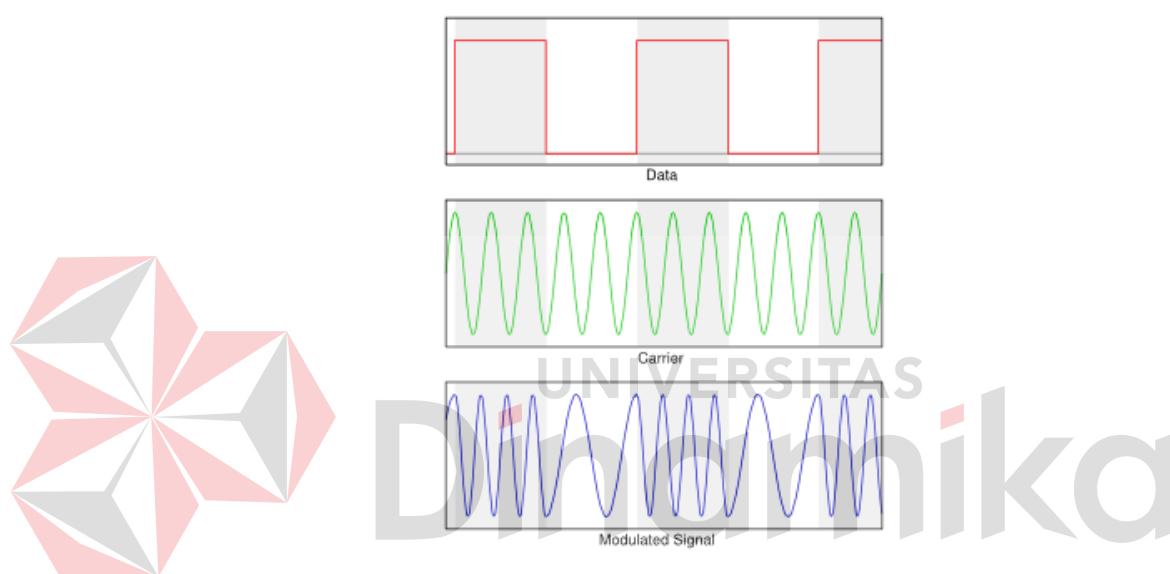 Data
Carrier
UNIVERSITAS
Dinamika
Modulated Signal